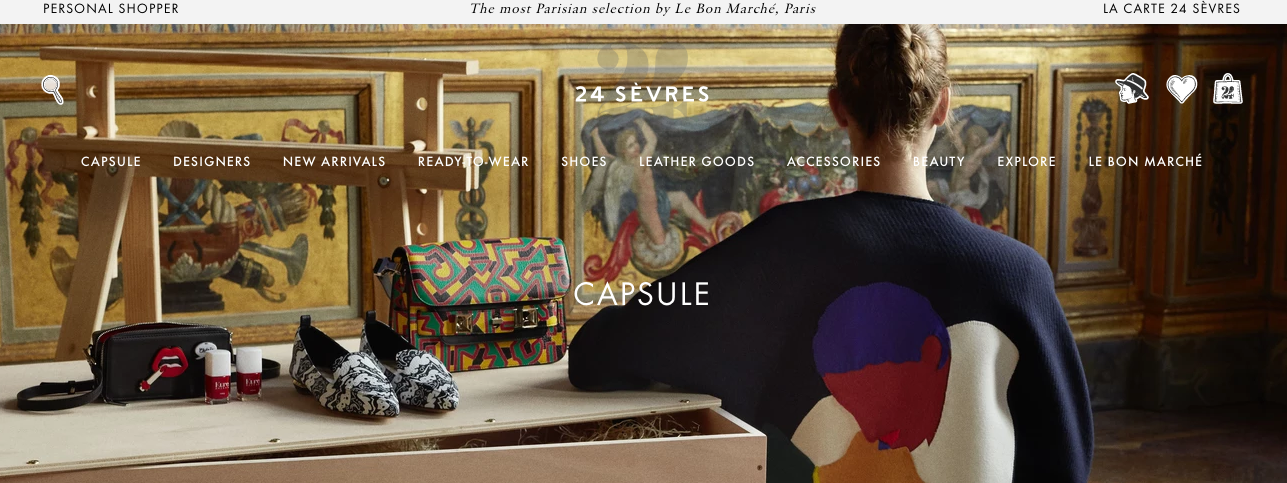 PERSONAL SHOPPER
The most Parisian selection by Le Bon Marché, Paris
LA CARTE 24 SÈVRES
24 SÈVRES
24
CAPSULE
DESIGNERS
NEW ARRIVALS
READY-TO-WEAR
SHOES
LEATHER GOODS
ACCESSORIES
BEAUTY
EXPLORE
LE BON MARCHÉ
CAPSULE